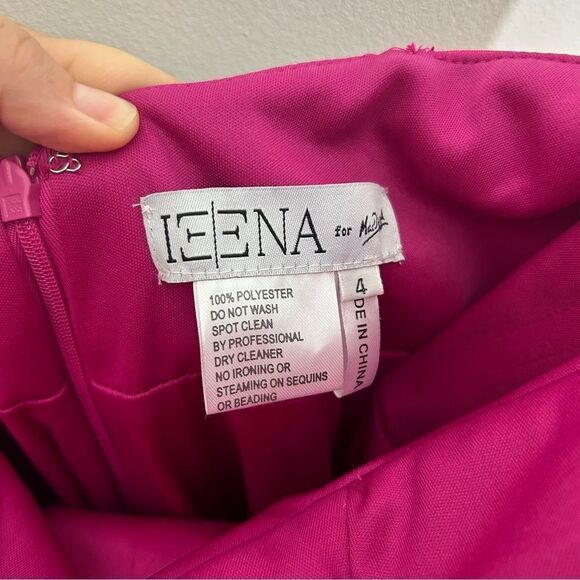 IEENA for Mac Duggal
100% POLYESTER
DO NOT WASH
SPOT CLEAN
BY PROFESSIONAL
DRY CLEANER
NO IRONING OR
STEAMING ON SEQUINS
OR BEADING
4
DE IN CHINA